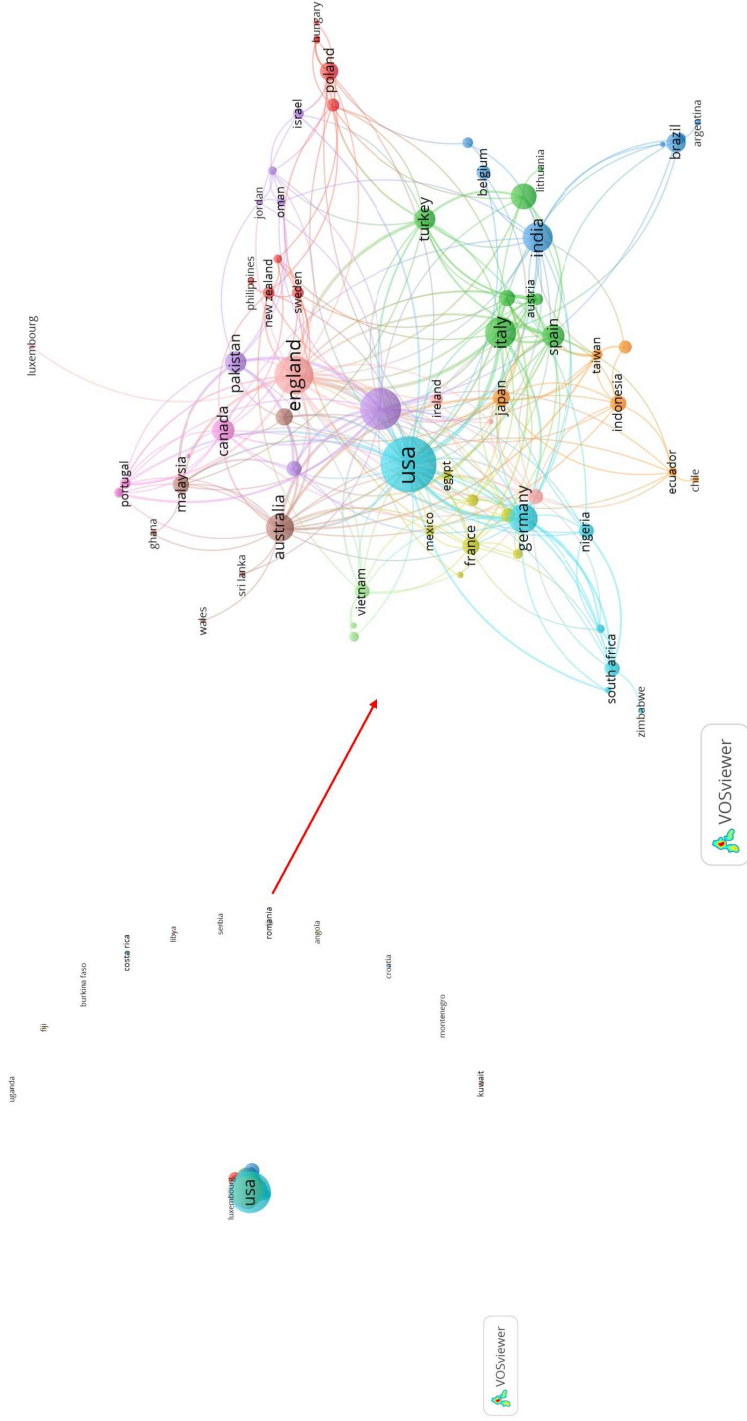 luxembourg
hungary
poland
israel
jordan
oman
philippines
new zealand
sweden
pakistan
england
canada
portugal
malaysia
ghana
australia
sri lanka
wales
turkey
belgium
lithuania
brazil
argentina
india
italy
austria
spain
taiwan
indonesia
japan
ireland
usa
egypt
mexico
france
germany
nigeria
vietnam
ecuador
chile
south africa
zimbabwe
VOSviewer
uganda
fiji
burkina faso
costa rica
libya
serbia
romania
angola
croatia
montenegro
kuwait
luxembourg
usa
VOSviewer